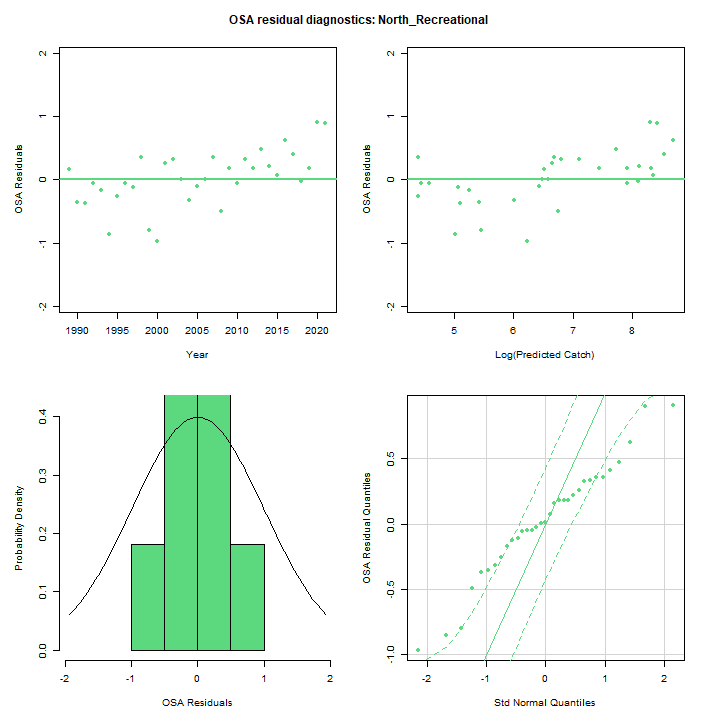 OSA residual diagnostics: North_Recreational
2
1
0
-1
-2
OSA Residuals
1990 1995 2000 2005 2010 2015 2020
Year
2
1
0
-1
-2
OSA Residuals
5 6 7 8
Log(Predicted Catch)
0.4
0.3
0.2
0.1
0.0
Probability Density
-2 -1 0 1 2
OSA Residuals
0.5
0.0
-0.5
-1.0
OSA Residual Quantiles
-2 -1 0 1 2
Std Normal Quantiles